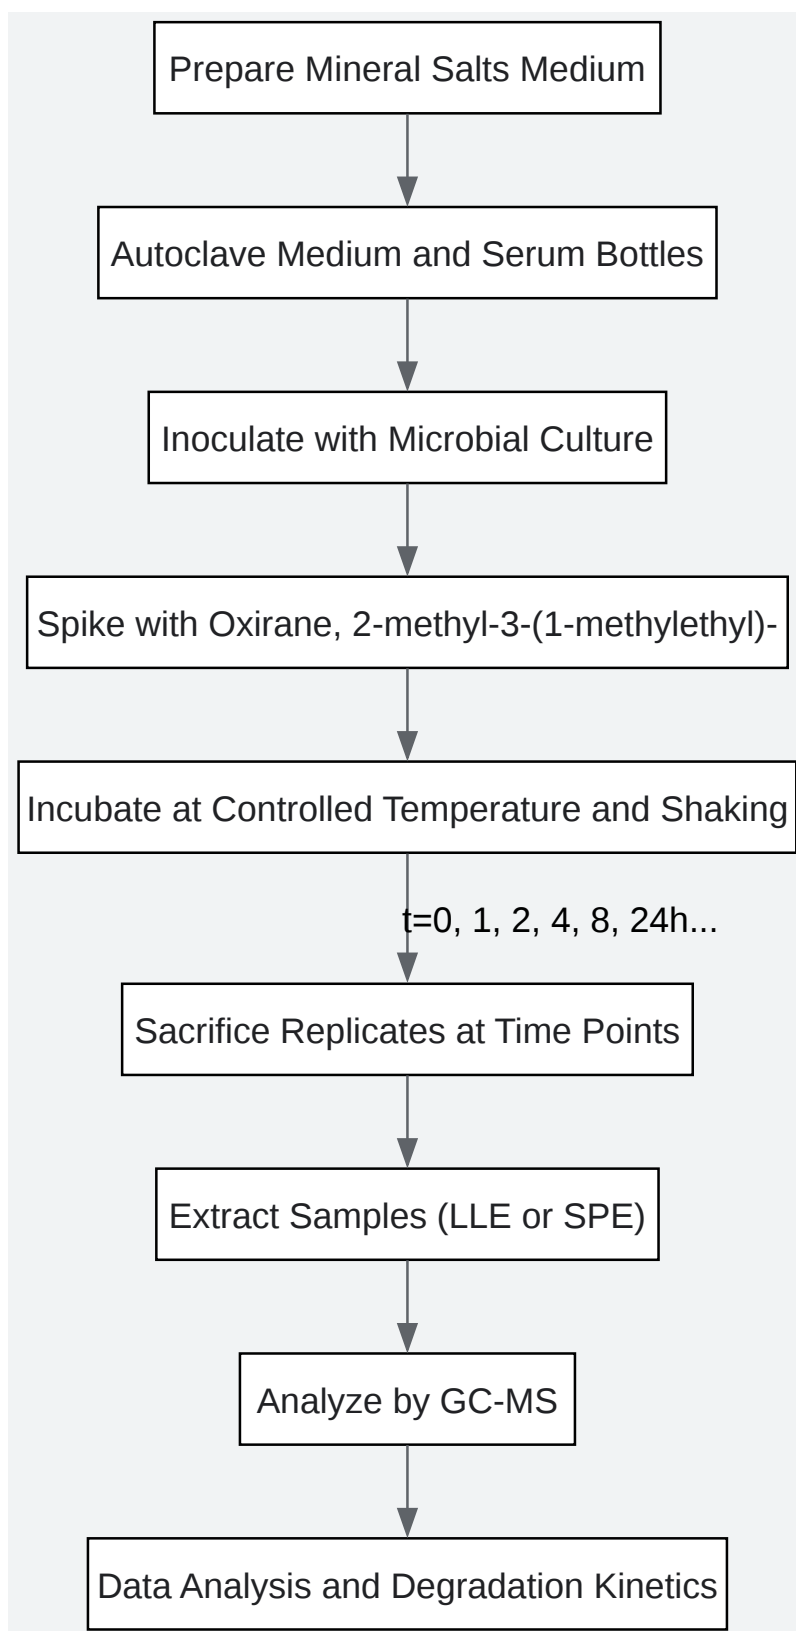 Prepare Mineral Salts Medium
Autoclave Medium and Serum Bottles
Inoculate with Microbial Culture
Spike with Oxirane, 2-methyl-3-(1-methylethyl)-
Incubate at Controlled Temperature and Shaking
t=0, 1, 2, 4, 8, 24h...
Sacrifice Replicates at Time Points
Extract Samples (LLE or SPE)
Analyze by GC-MS
Data Analysis and Degradation Kinetics